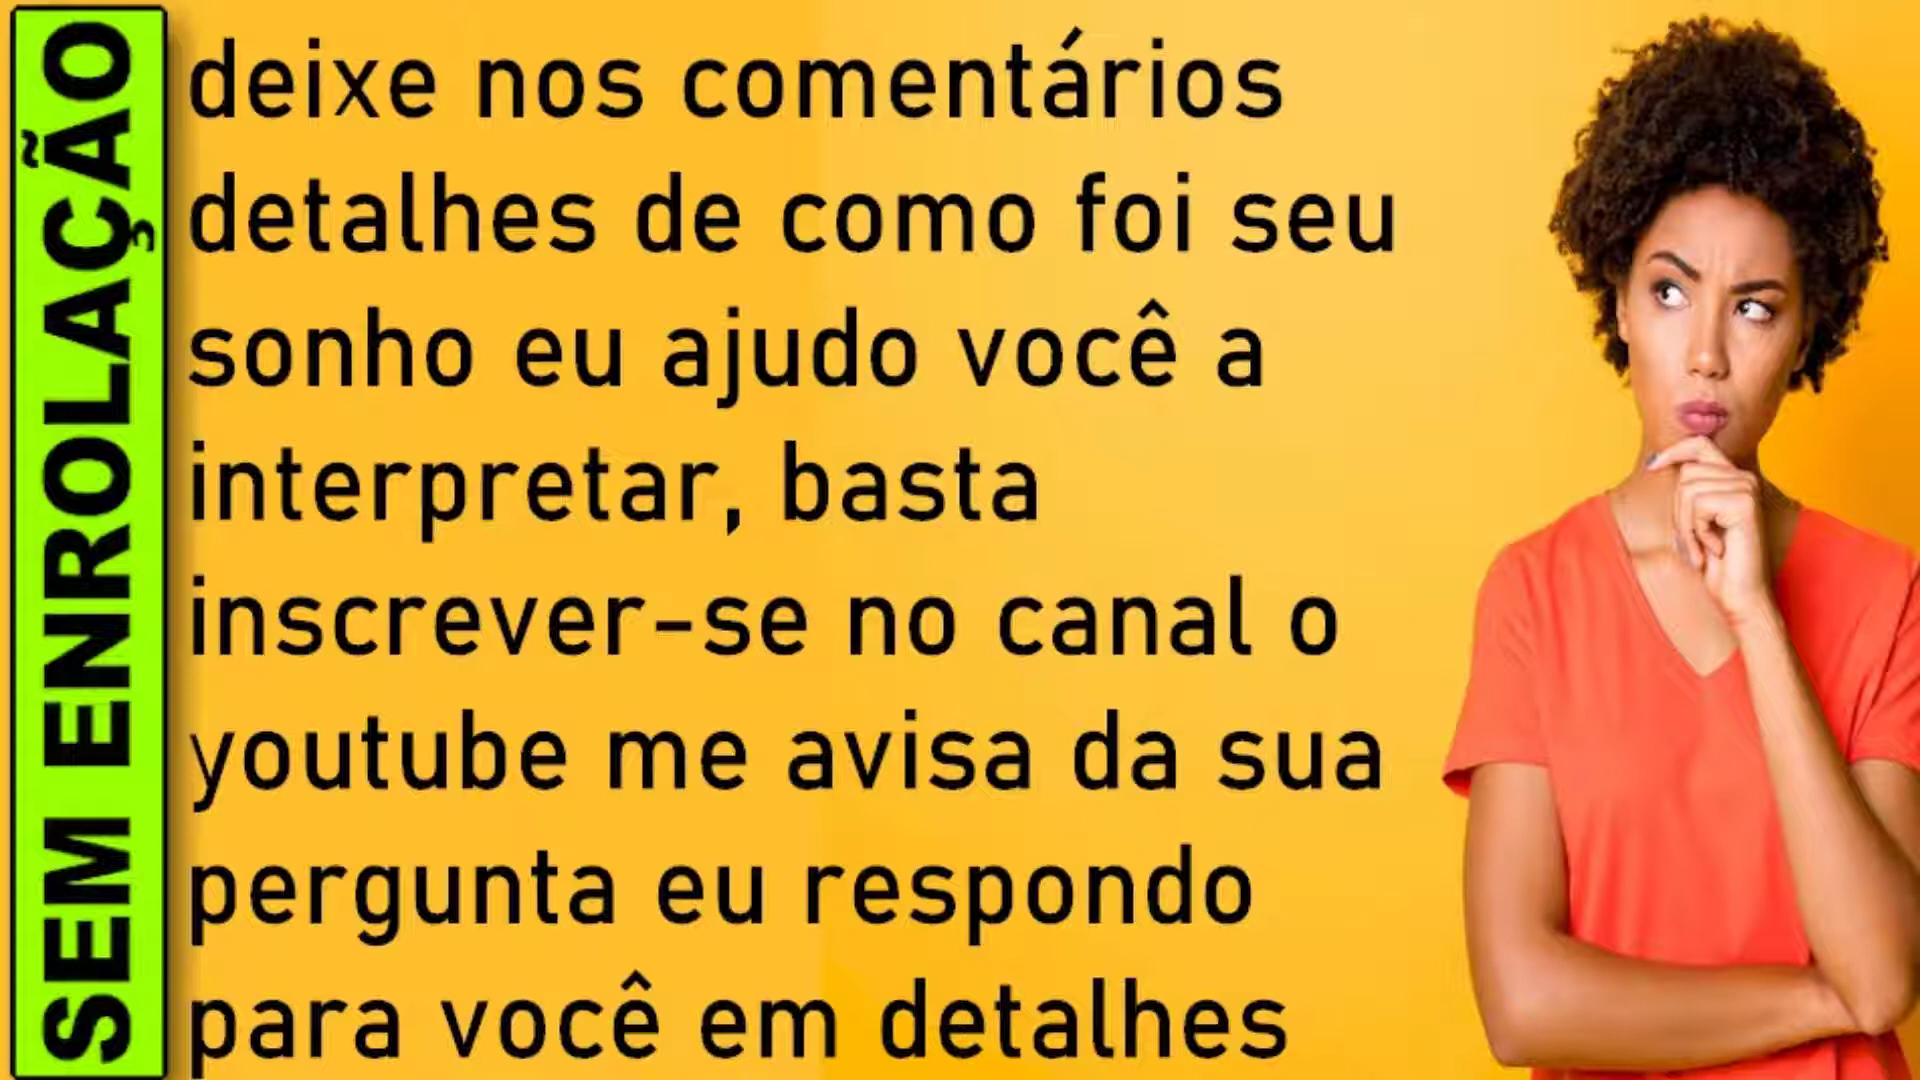 SEM ENROLAÇÃO
deixe nos comentários
detalhes de como foi seu
sonho eu ajudo você a
interpretar, basta
inscrever-se no canal o
youtube me avisa da sua
pergunta eu respondo
para você em detalhes